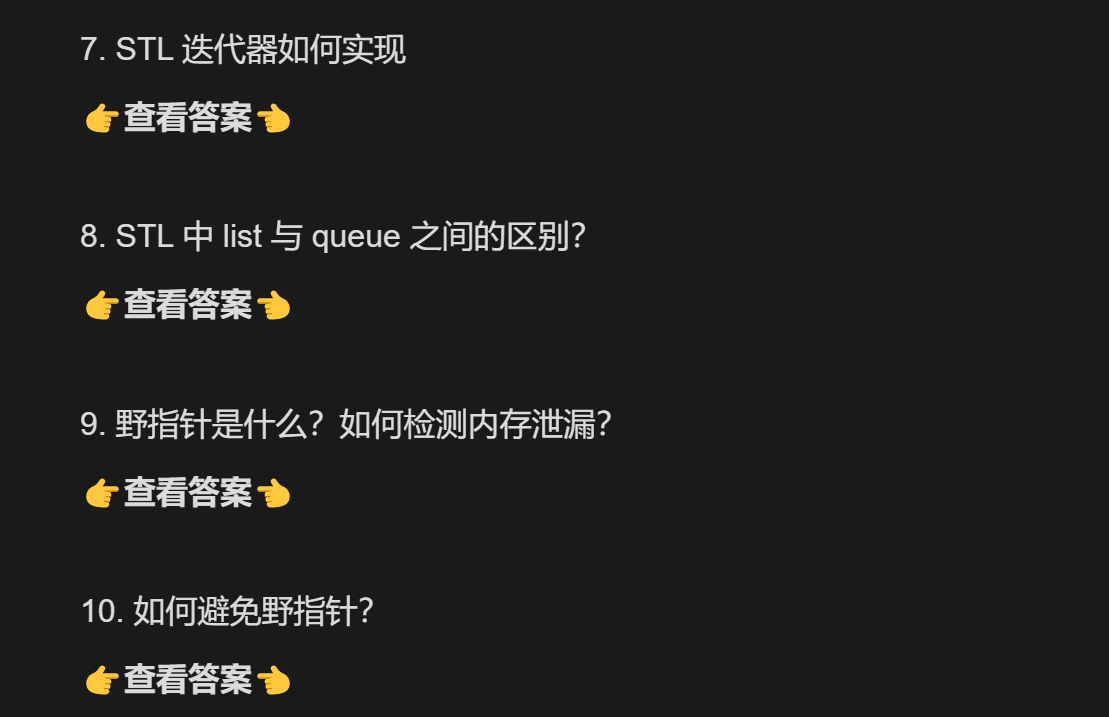 7. STL 迭代器如何实现
👉查看答案👈
8. STL 中 list 与 queue 之间的区别？
👉查看答案👈
9. 野指针是什么？如何检测内存泄漏？
👉查看答案👈
10. 如何避免野指针？
👉查看答案👈